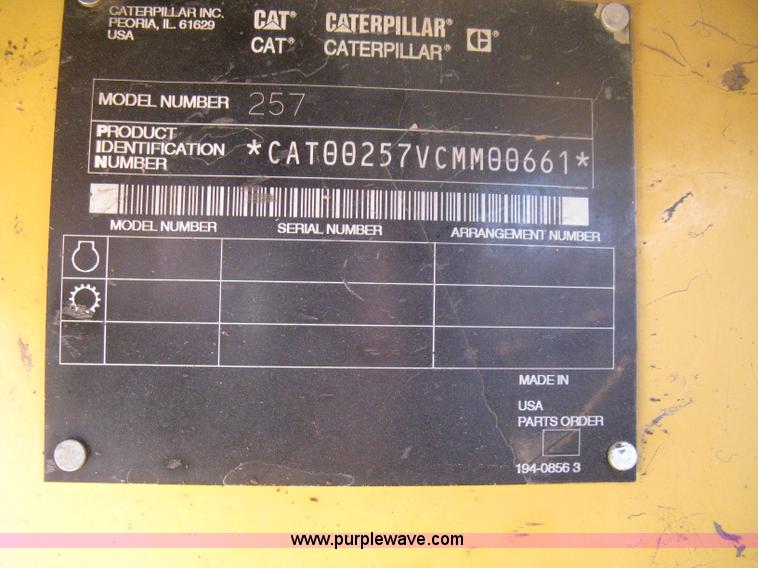 CATERPILLAR INC.
PEORIA, IL. 61629
USA
CAT® CATERPILLAR®
CAT® CATERPILLAR® C
MODEL NUMBER 257
PRODUCT
IDENTIFICATION
NUMBER *CAT00257VCMM00661*
MODEL NUMBER SERIAL NUMBER ARRANGEMENT NUMBER
MADE IN
USA
PARTS ORDER
194-0856 3
www.purplewave.com